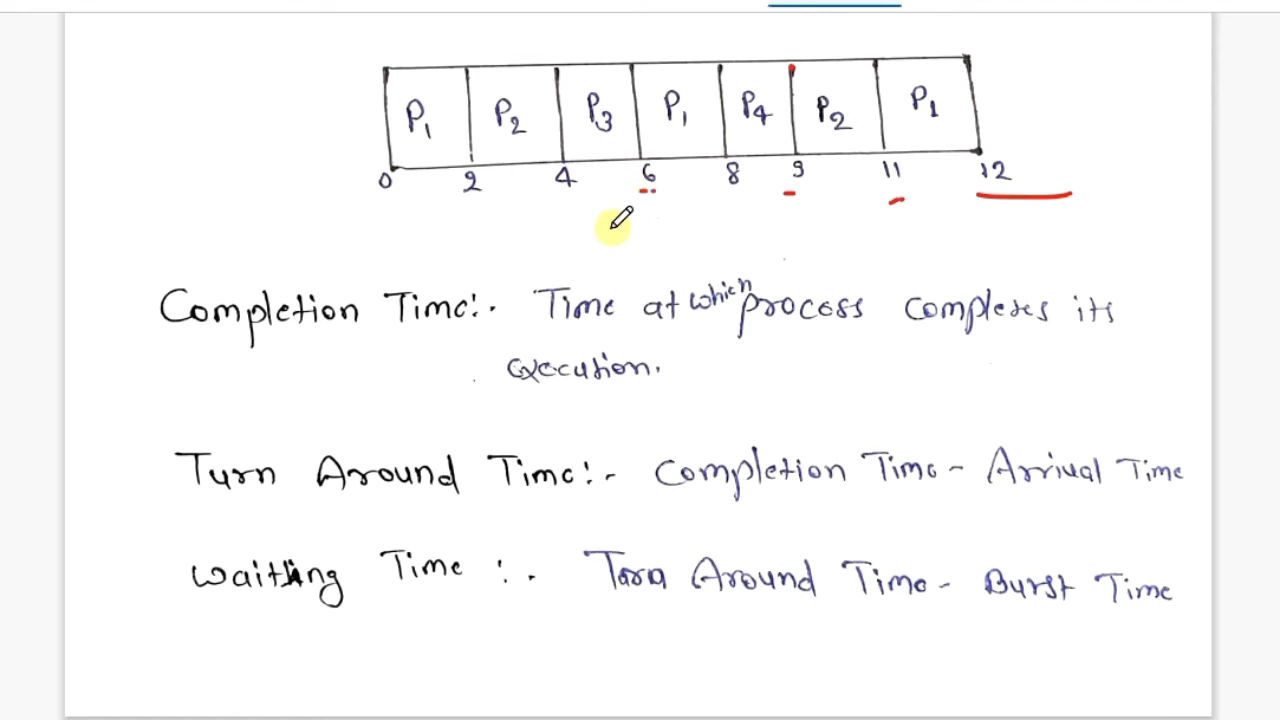 P1 P2 P3 P1 P4 P2 P1
0 2 4 6 8 9 11 12
Completion Time:. Time at which process completes its
execution.
Turn Around Time:- Completion Time - Arrival Time
Waiting Time :. Turn Around Time - Burst Time